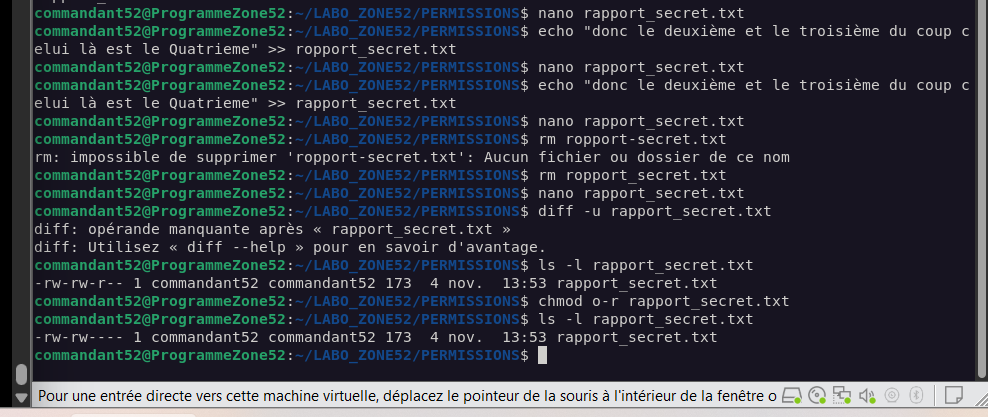 commandant52@ProgrammeZone52:~/LABO_ZONE52/PERMISSIONS$ nano rapport_secret.txt
commandant52@ProgrammeZone52:~/LABO_ZONE52/PERMISSIONS$ echo "donc le deuxième et le troisième du coup c
elui là est le Quatrieme" >> ropport_secret.txt
commandant52@ProgrammeZone52:~/LABO_ZONE52/PERMISSIONS$ nano rapport_secret.txt
commandant52@ProgrammeZone52:~/LABO_ZONE52/PERMISSIONS$ echo "donc le deuxième et le troisième du coup c
elui là est le Quatrieme" >> rapport_secret.txt
commandant52@ProgrammeZone52:~/LABO_ZONE52/PERMISSIONS$ nano rapport_secret.txt
commandant52@ProgrammeZone52:~/LABO_ZONE52/PERMISSIONS$ rm ropport-secret.txt
rm: impossible de supprimer 'ropport-secret.txt': Aucun fichier ou dossier de ce nom
commandant52@ProgrammeZone52:~/LABO_ZONE52/PERMISSIONS$ rm ropport_secret.txt
commandant52@ProgrammeZone52:~/LABO_ZONE52/PERMISSIONS$ nano rapport_secret.txt
commandant52@ProgrammeZone52:~/LABO_ZONE52/PERMISSIONS$ diff -u rapport_secret.txt
diff: opérande manquante après « rapport_secret.txt »
diff: Utilisez « diff --help » pour en savoir d'avantage.
commandant52@ProgrammeZone52:~/LABO_ZONE52/PERMISSIONS$ ls -l rapport_secret.txt
-rw-rw-r-- 1 commandant52 commandant52 173  4 nov.  13:53 rapport_secret.txt
commandant52@ProgrammeZone52:~/LABO_ZONE52/PERMISSIONS$ chmod o-r rapport_secret.txt
commandant52@ProgrammeZone52:~/LABO_ZONE52/PERMISSIONS$ ls -l rapport_secret.txt
-rw-rw---- 1 commandant52 commandant52 173  4 nov.  13:53 rapport_secret.txt
commandant52@ProgrammeZone52:~/LABO_ZONE52/PERMISSIONS$
Pour une entrée directe vers cette machine virtuelle, déplacez le pointeur de la souris à l'intérieur de la fenêtre o